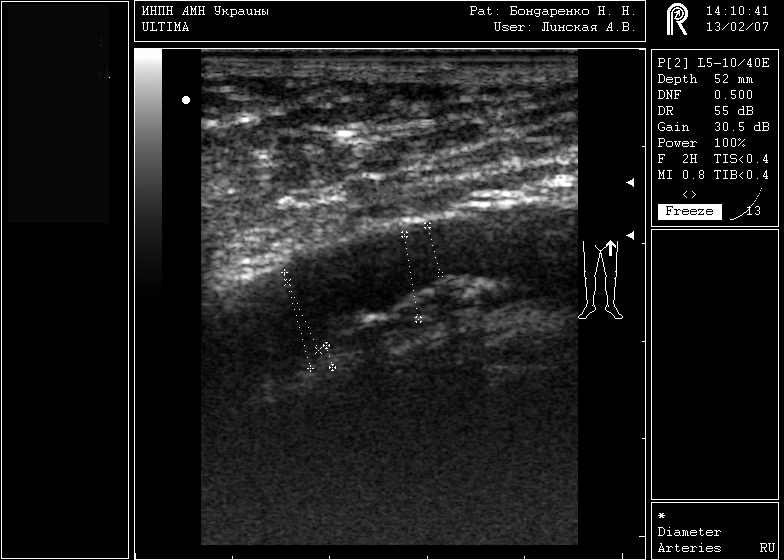 ИНПН АМН Украины
ULTIMA
Pat: Бондаренко Н. Н.
User: Линская А.В.
14:10:41
13/02/07
P[2] L5-10/40E
Depth 52 mm
DNF 0.500
DR 55 dB
Gain 30.5 dB
Power 100%
F 2H TIS<0.4
MI 0.8 TIB<0.4
<>
Freeze 13
*
Diameter
Arteries RU